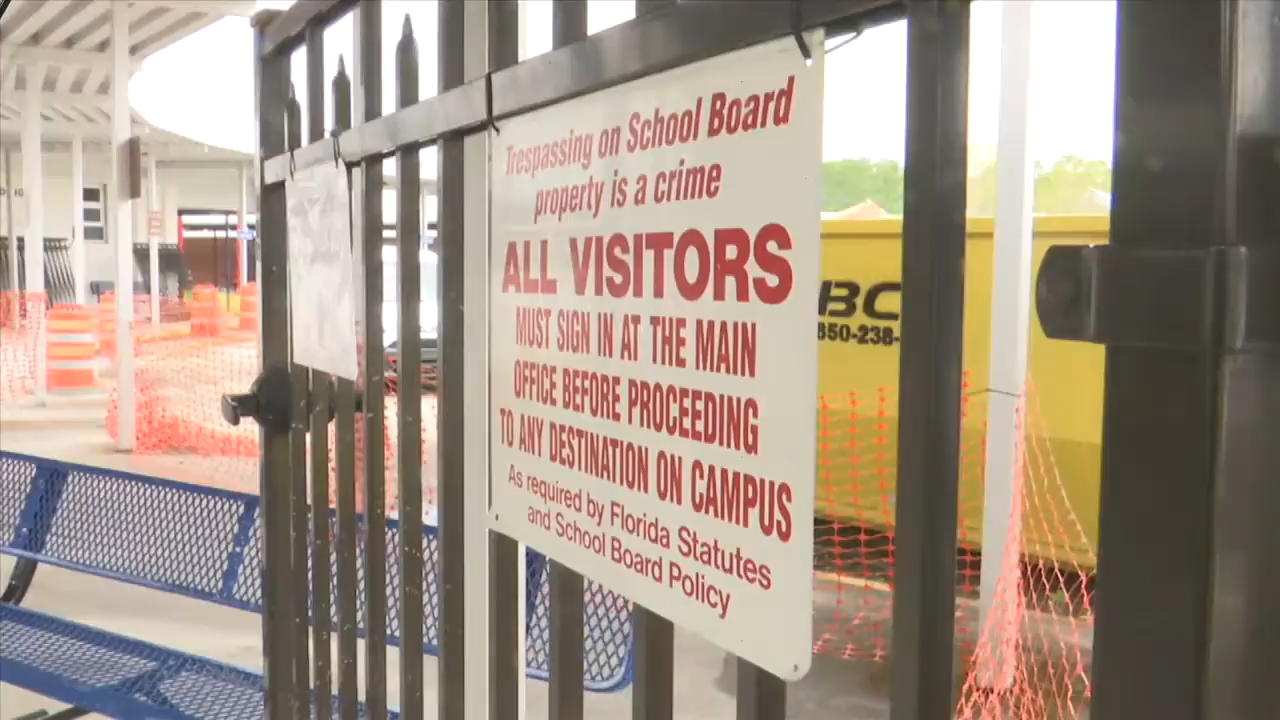 Trespassing on School Board
property is a crime
ALL VISITORS
MUST SIGN IN AT THE MAIN
OFFICE BEFORE PROCEEDING
TO ANY DESTINATION ON CAMPUS
As required by Florida Statutes
and School Board Policy
BC
850-238-